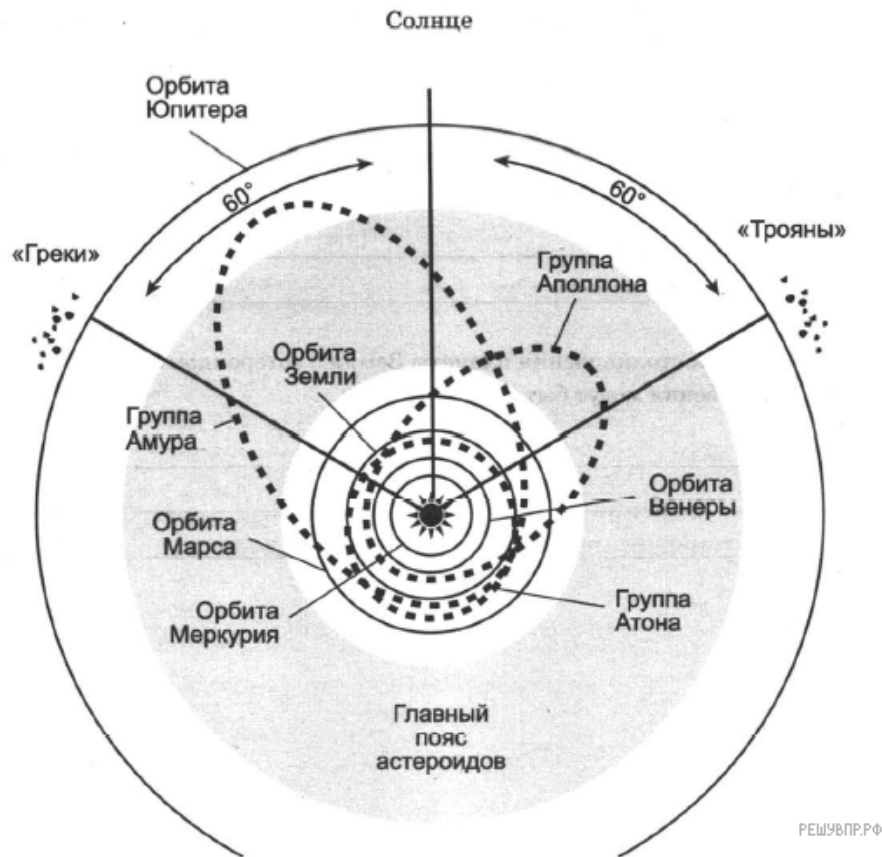 Солнце
Орбита
Юпитера
60°
60°
«Греки»
«Трояны»
Группа
Аполлона
Орбита
Земли
Группа
Амура
Орбита
Венеры
Орбита
Марса
Орбита
Меркурия
Группа
Атона
Главный
пояс
астероидов
РЕШУВПР.РФ